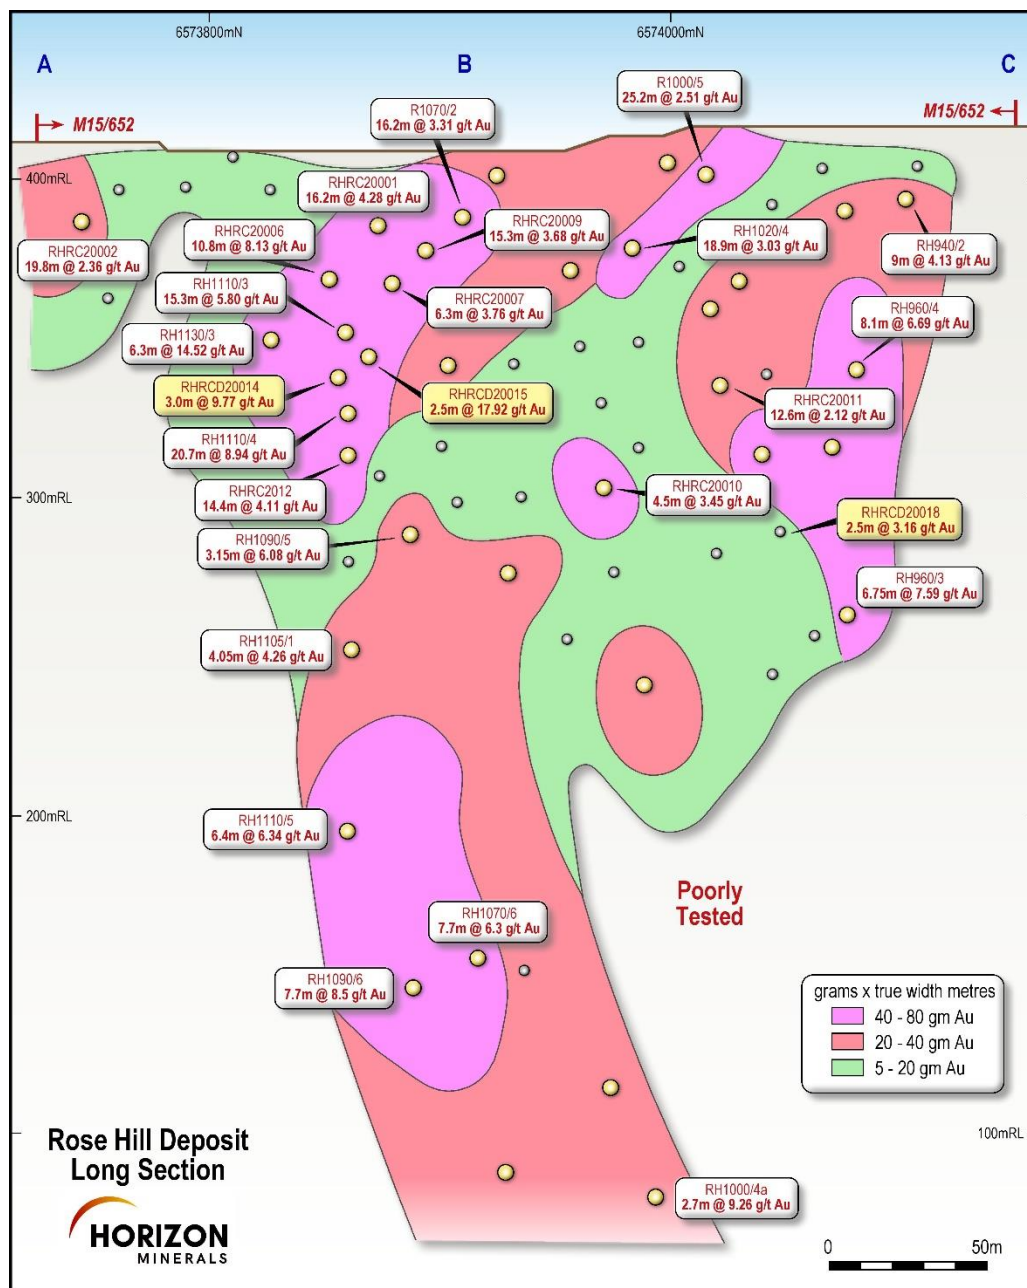 6573800mN
6574000mN
A
B
C
M15/652
M15/652
R1000/5
25.2m @ 2.51 g/t Au
R1070/2
16.2m @ 3.31 g/t Au
400mRL
RHRC20001
16.2m @ 4.28 g/t Au
RHRC20002
19.8m @ 2.36 g/t Au
RHRC20006
10.8m @ 8.13 g/t Au
RHRC20009
15.3m @ 3.68 g/t Au
RH1020/4
18.9m @ 3.03 g/t Au
RH940/2
9m @ 4.13 g/t Au
RH1110/3
15.3m @ 5.80 g/t Au
RHRC20007
6.3m @ 3.76 g/t Au
RH960/4
8.1m @ 6.69 g/t Au
RH1130/3
6.3m @ 14.52 g/t Au
RHRCD20014
3.0m @ 9.77 g/t Au
RHRCD20015
2.5m @ 17.92 g/t Au
RHRC20011
12.6m @ 2.12 g/t Au
RH1110/4
20.7m @ 8.94 g/t Au
RHRC2012
14.4m @ 4.11 g/t Au
RHRC20010
4.5m @ 3.45 g/t Au
300mRL
RHRCD20018
2.5m @ 3.16 g/t Au
RH1090/5
3.15m @ 6.08 g/t Au
RH960/3
6.75m @ 7.59 g/t Au
RH1105/1
4.05m @ 4.26 g/t Au
200mRL
RH1110/5
6.4m @ 6.34 g/t Au
Poorly
Tested
RH1070/6
7.7m @ 6.3 g/t Au
RH1090/6
7.7m @ 8.5 g/t Au
grams x true width metres
40 - 80 gm Au
20 - 40 gm Au
5 - 20 gm Au
100mRL
Rose Hill Deposit
Long Section
HORIZON
MINERALS
RH1000/4a
2.7m @ 9.26 g/t Au
0
50m